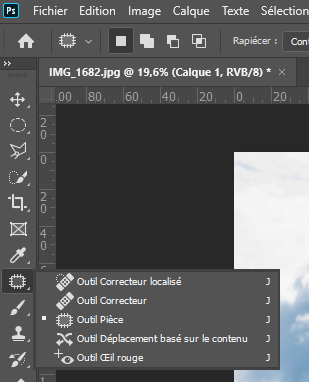 Ps Fichier Edition Image Calque Texte Sélection
Rapiécer : Con
IMG_1682.jpg @ 19,6% (Calque 1, RVB/8) * ×
00 80 60 40 20 0 20
2
0
0
2
0
4
0
Outil Correcteur localisé J
Outil Correcteur J
Outil Pièce J
Outil Déplacement basé sur le contenu J
Outil Œil rouge J